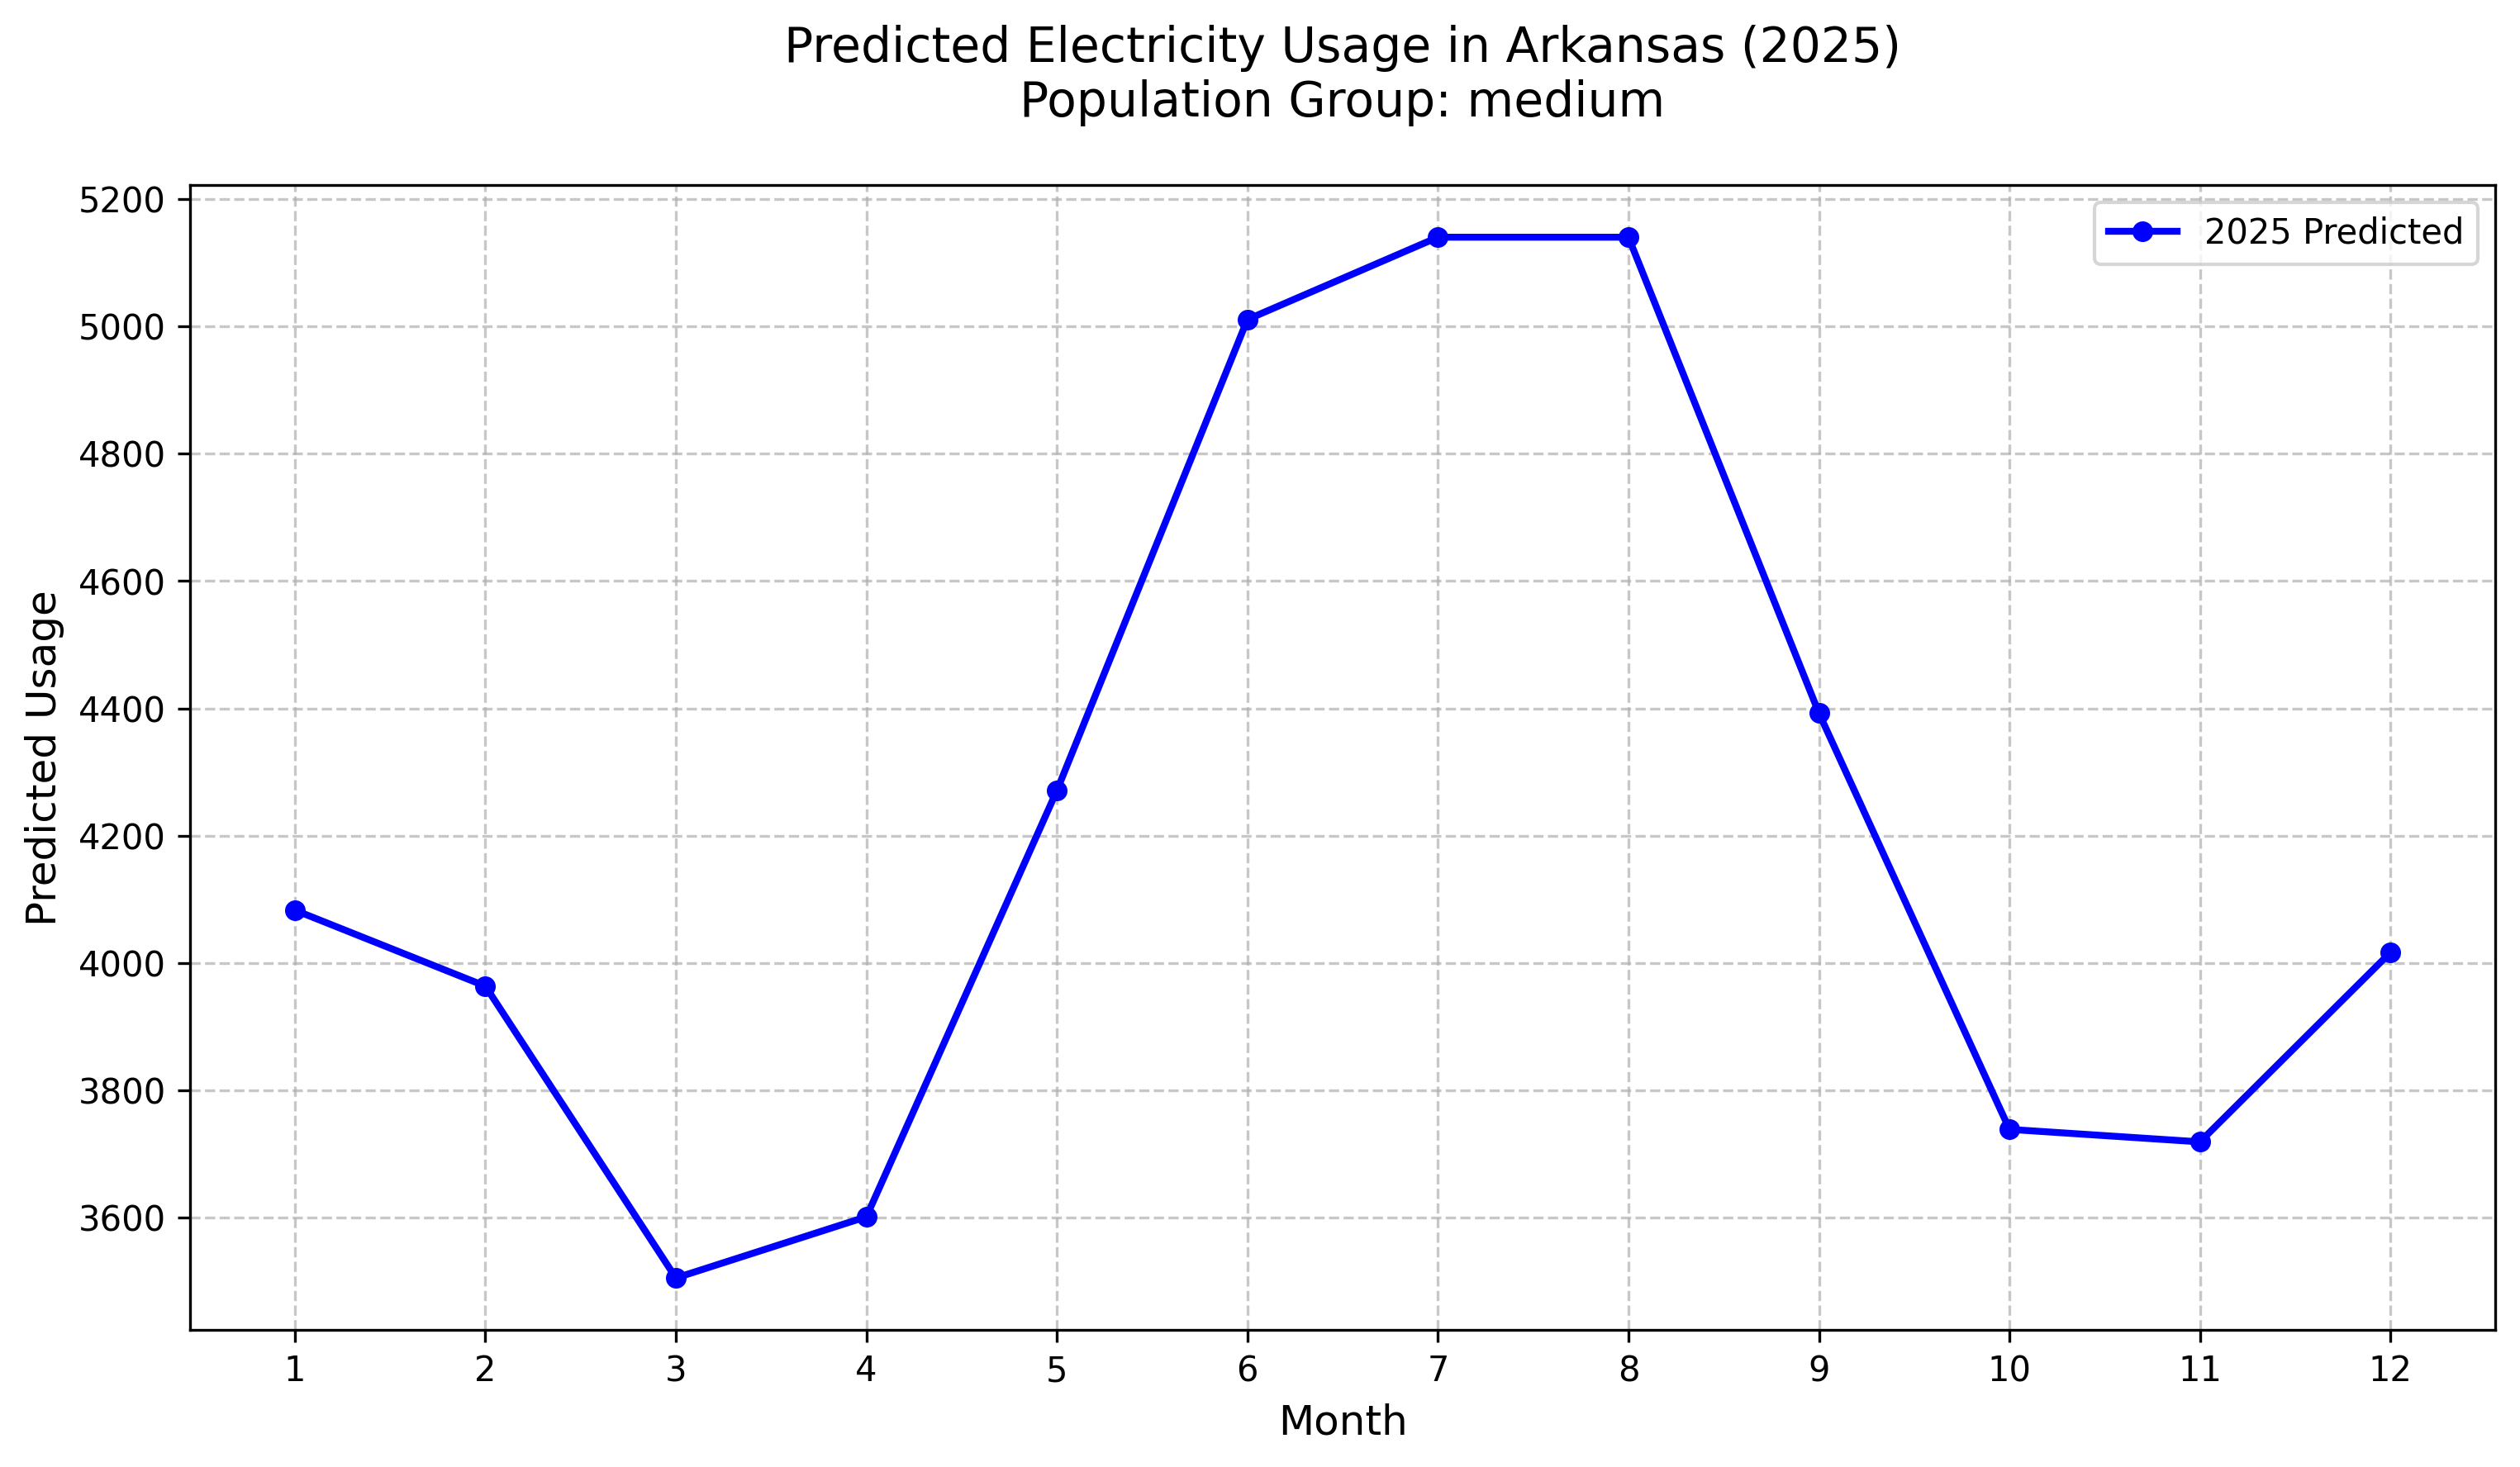 Predicted Electricity Usage in Arkansas (2025)
Population Group: medium
5200
5000
4800
4600
4400
4200
4000
3800
3600
Predicted Usage
2025 Predicted
1 2 3 4 5 6 7 8 9 10 11 12
Month